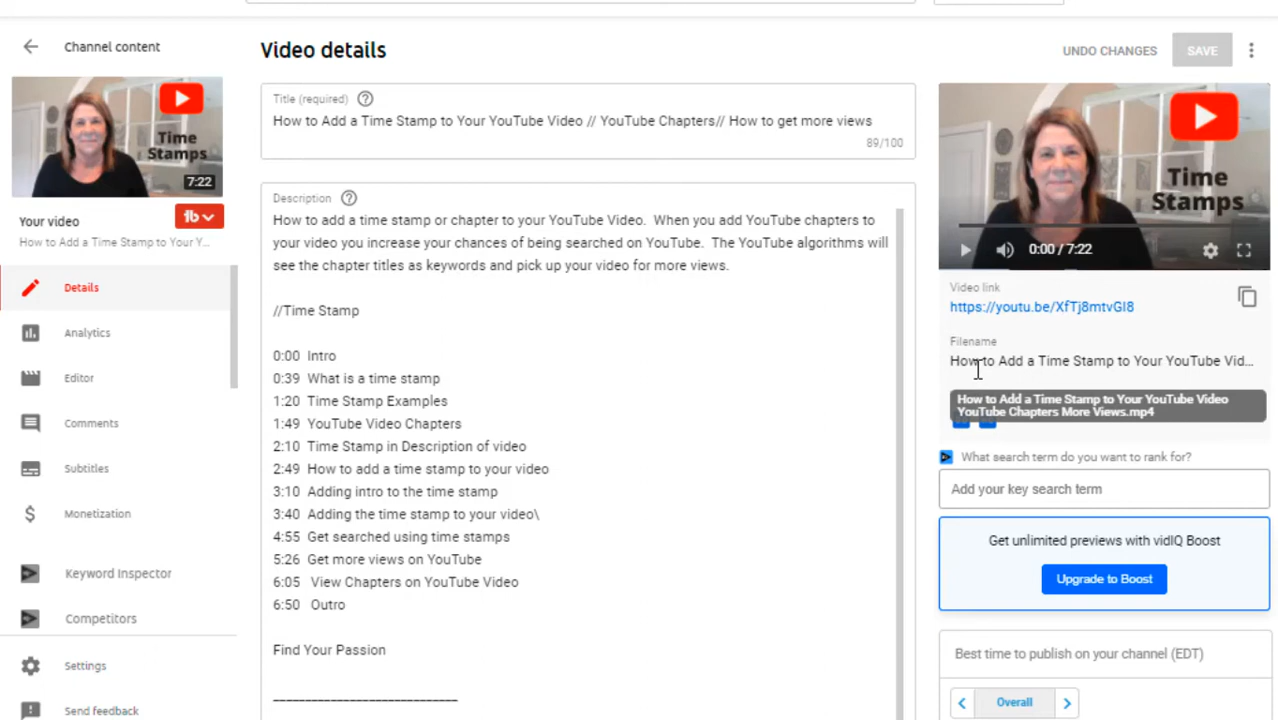 Channel content
Time
Stamps
7:22
Your video
How to Add a Time Stamp to Your Y...
Details
Analytics
Editor
Comments
Subtitles
$ Monetization
Keyword Inspector
Competitors
Settings
Send feedback
Video details
UNDO CHANGES
SAVE
Title (required)
How to Add a Time Stamp to Your YouTube Video // YouTube Chapters// How to get more views
89/100
Description
How to add a time stamp or chapter to your YouTube Video. When you add YouTube chapters to
your video you increase your chances of being searched on YouTube. The YouTube algorithms will
see the chapter titles as keywords and pick up your video for more views.
//Time Stamp
0:00 Intro
0:39 What is a time stamp
1:20 Time Stamp Examples
1:49 YouTube Video Chapters
2:10 Time Stamp in Description of video
2:49 How to add a time stamp to your video
3:10 Adding intro to the time stamp
3:40 Adding the time stamp to your video\
4:55 Get searched using time stamps
5:26 Get more views on YouTube
6:05 View Chapters on YouTube Video
6:50 Outro
Find Your Passion
____________________________
Time
Stamps
0:00 / 7:22
Video link
https://youtu.be/XfTj8mtvGI8
Filename
How to Add a Time Stamp to Your YouTube Vid...
How to Add a Time Stamp to Your YouTube Video
YouTube Chapters More Views.mp4
What search term do you want to rank for?
Add your key search term
Get unlimited previews with vidIQ Boost
Upgrade to Boost
Best time to publish on your channel (EDT)
Overall